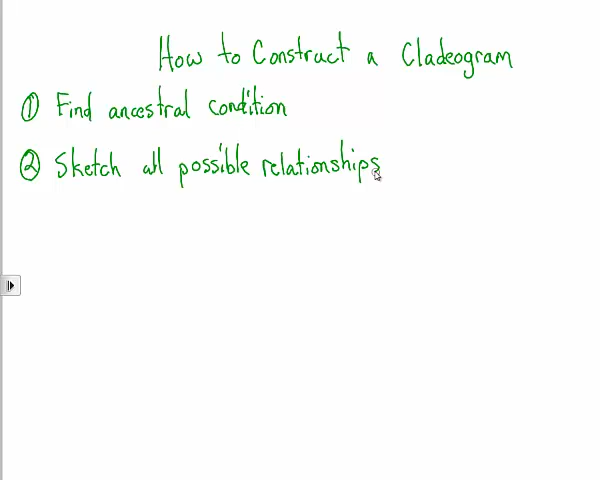 How to Construct a Cladeogram
① Find ancestral condition
② Sketch all possible relationships